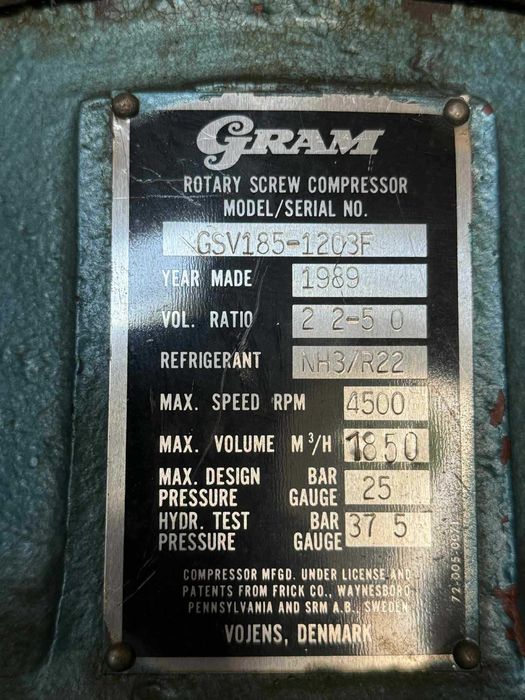 GRAM
ROTARY SCREW COMPRESSOR
MODEL/SERIAL NO.
GSV185-1203F
YEAR MADE 1989
VOL. RATIO 2 2-5 0
REFRIGERANT NH3/R22
MAX. SPEED RPM 4500
MAX. VOLUME M³/H 1850
MAX. DESIGN PRESSURE BAR GAUGE 25
HYDR. TEST PRESSURE BAR GAUGE 37 5
COMPRESSOR MFGD. UNDER LICENSE AND
PATENTS FROM FRICK CO., WAYNESBORO
PENNSYLVANIA AND SRM A.B., SWEDEN
VOJENS, DENMARK